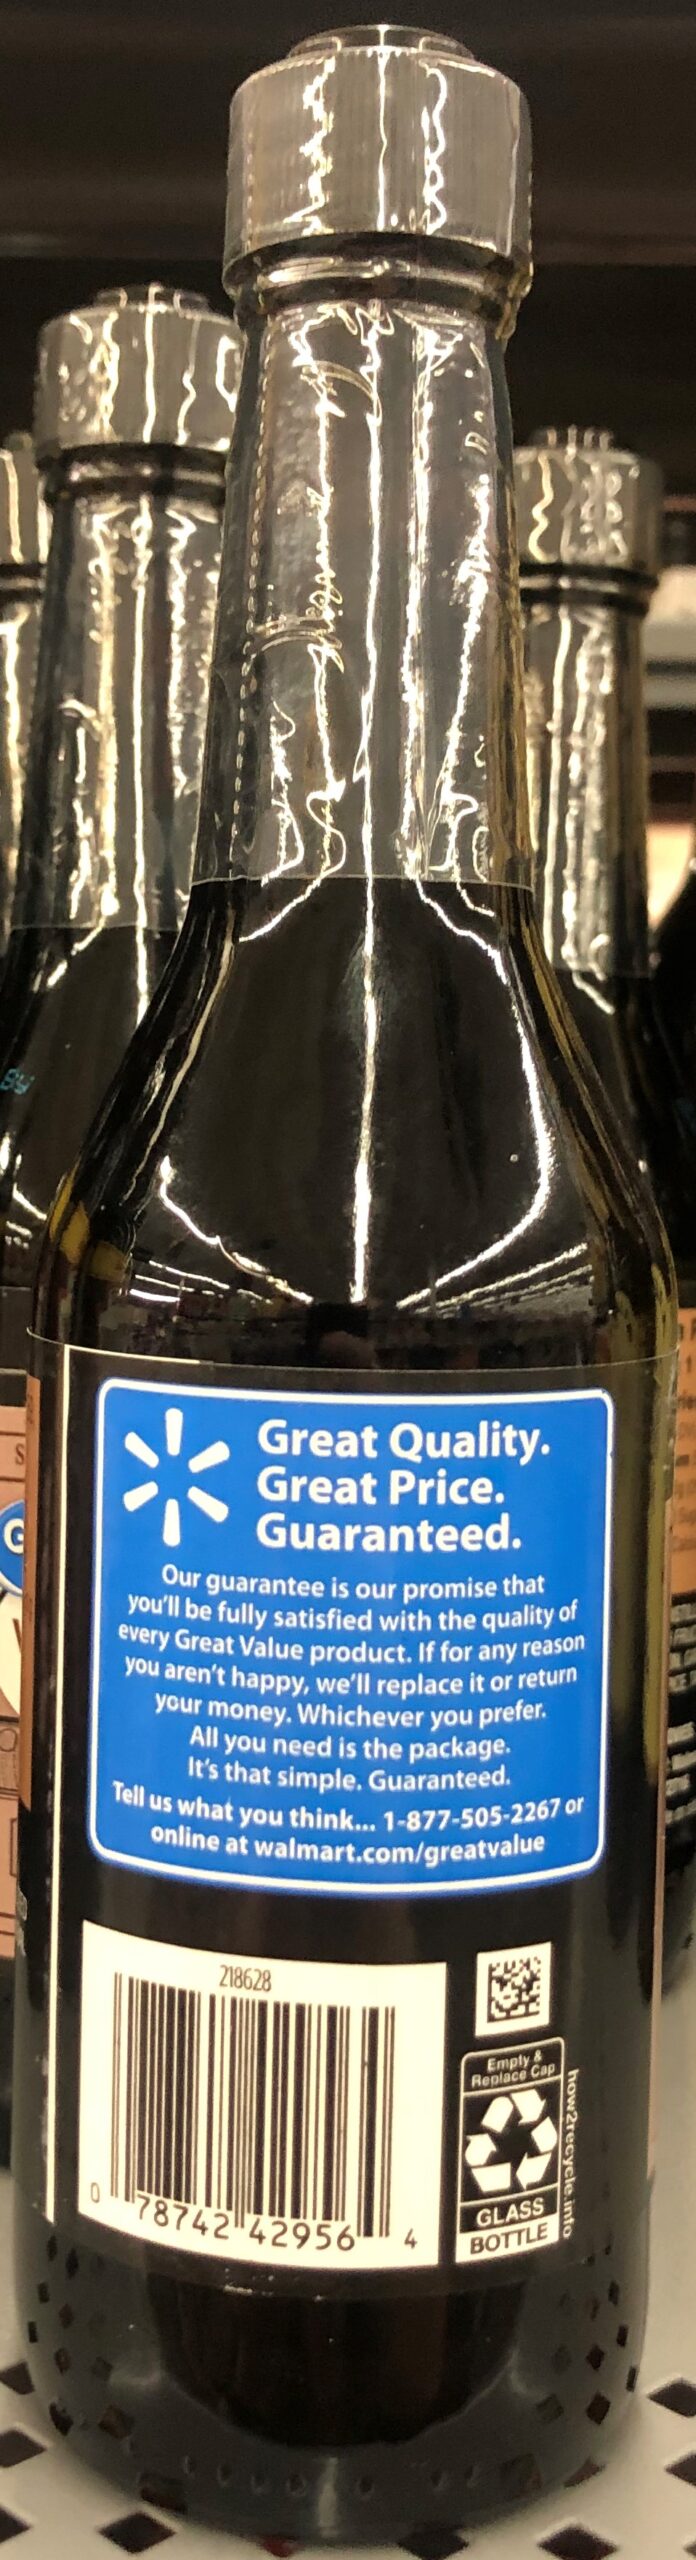 Great Quality.
Great Price.
Guaranteed.
Our guarantee is our promise that
you'll be fully satisfied with the quality of
every Great Value product. If for any reason
you aren't happy, we'll replace it or return
your money. Whichever you prefer.
All you need is the package.
It's that simple. Guaranteed.
Tell us what you think... 1-877-505-2267 or
online at walmart.com/greatvalue
218628
0 78742 42956 4
Empty &
Replace Cap
GLASS
BOTTLE
how2recycle.info